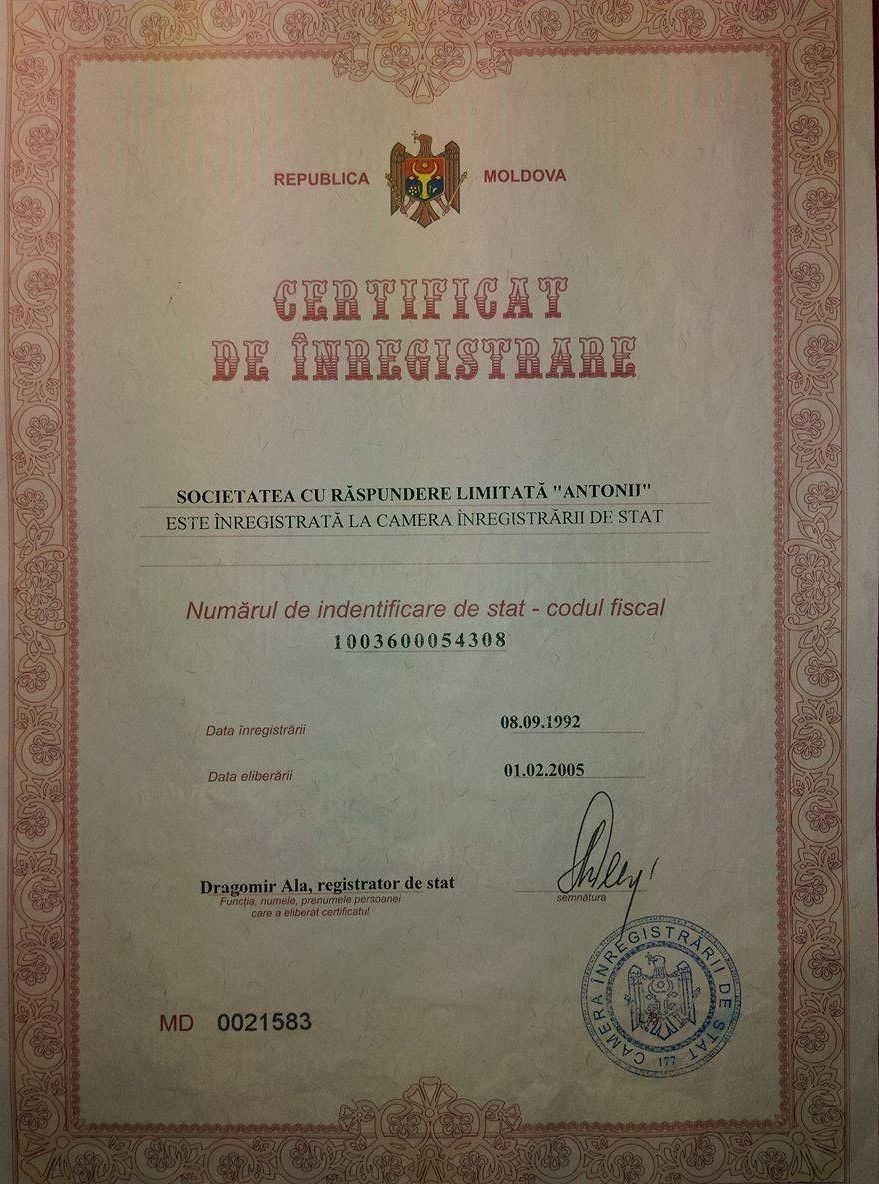 REPUBLICA MOLDOVA
CERTIFICAT
DE ÎNREGISTRARE
SOCIETATEA CU RĂSPUNDERE LIMITATĂ "ANTONII"
ESTE ÎNREGISTRATĂ LA CAMERA ÎNREGISTRĂRII DE STAT
Numărul de indentificare de stat - codul fiscal
1003600054308
Data înregistrării 08.09.1992
Data eliberării 01.02.2005
Dragomir Ala, registrator de stat
Funcţia, numele, prenumele persoanei
care a eliberat certificatul
semnătura
CAMERA ÎNREGISTRĂRII DE STAT
177
MD 0021583